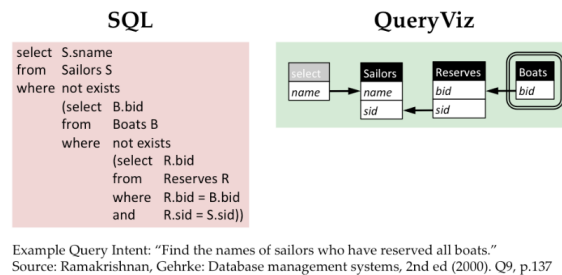 SQL
select S.sname
from Sailors S
where not exists
(select B.bid
from Boats B
where not exists
(select R.bid
from Reserves R
where R.bid = B.bid
and R.sid = S.sid))
QueryViz
select Sailors Reserves Boats
name name bid bid
sid sid
Example Query Intent: “Find the names of sailors who have reserved all boats.”
Source: Ramakrishnan, Gehrke: Database management systems, 2nd ed (2000). Q9, p.137